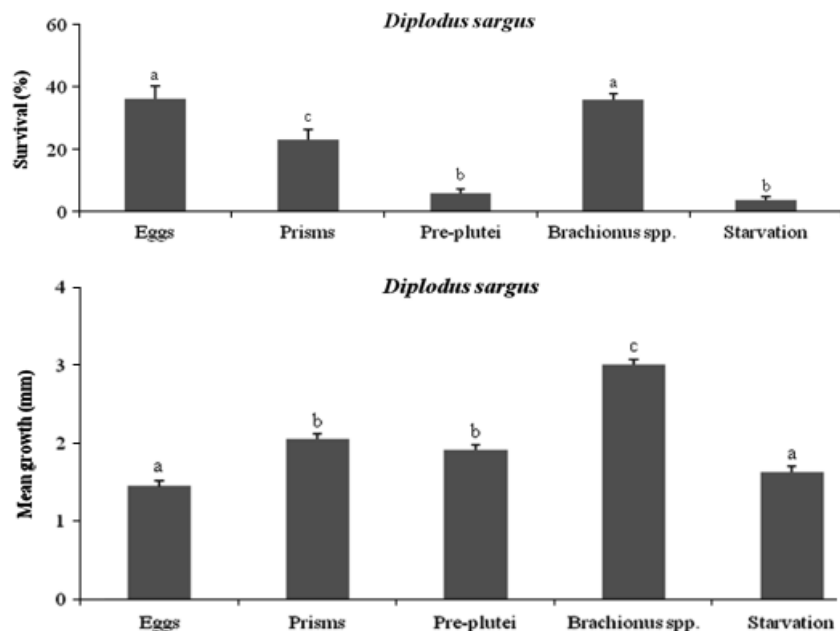 Diplodus sargus
Survival (%)
60
40
20
0
a
c
b
a
b
Eggs
Prisms
Pre-plutei
Brachionus spp.
Starvation
Diplodus sargus
Mean growth (mm)
4
3
2
1
0
a
b
b
c
a
Eggs
Prisms
Pre-plutei
Brachionus spp.
Starvation